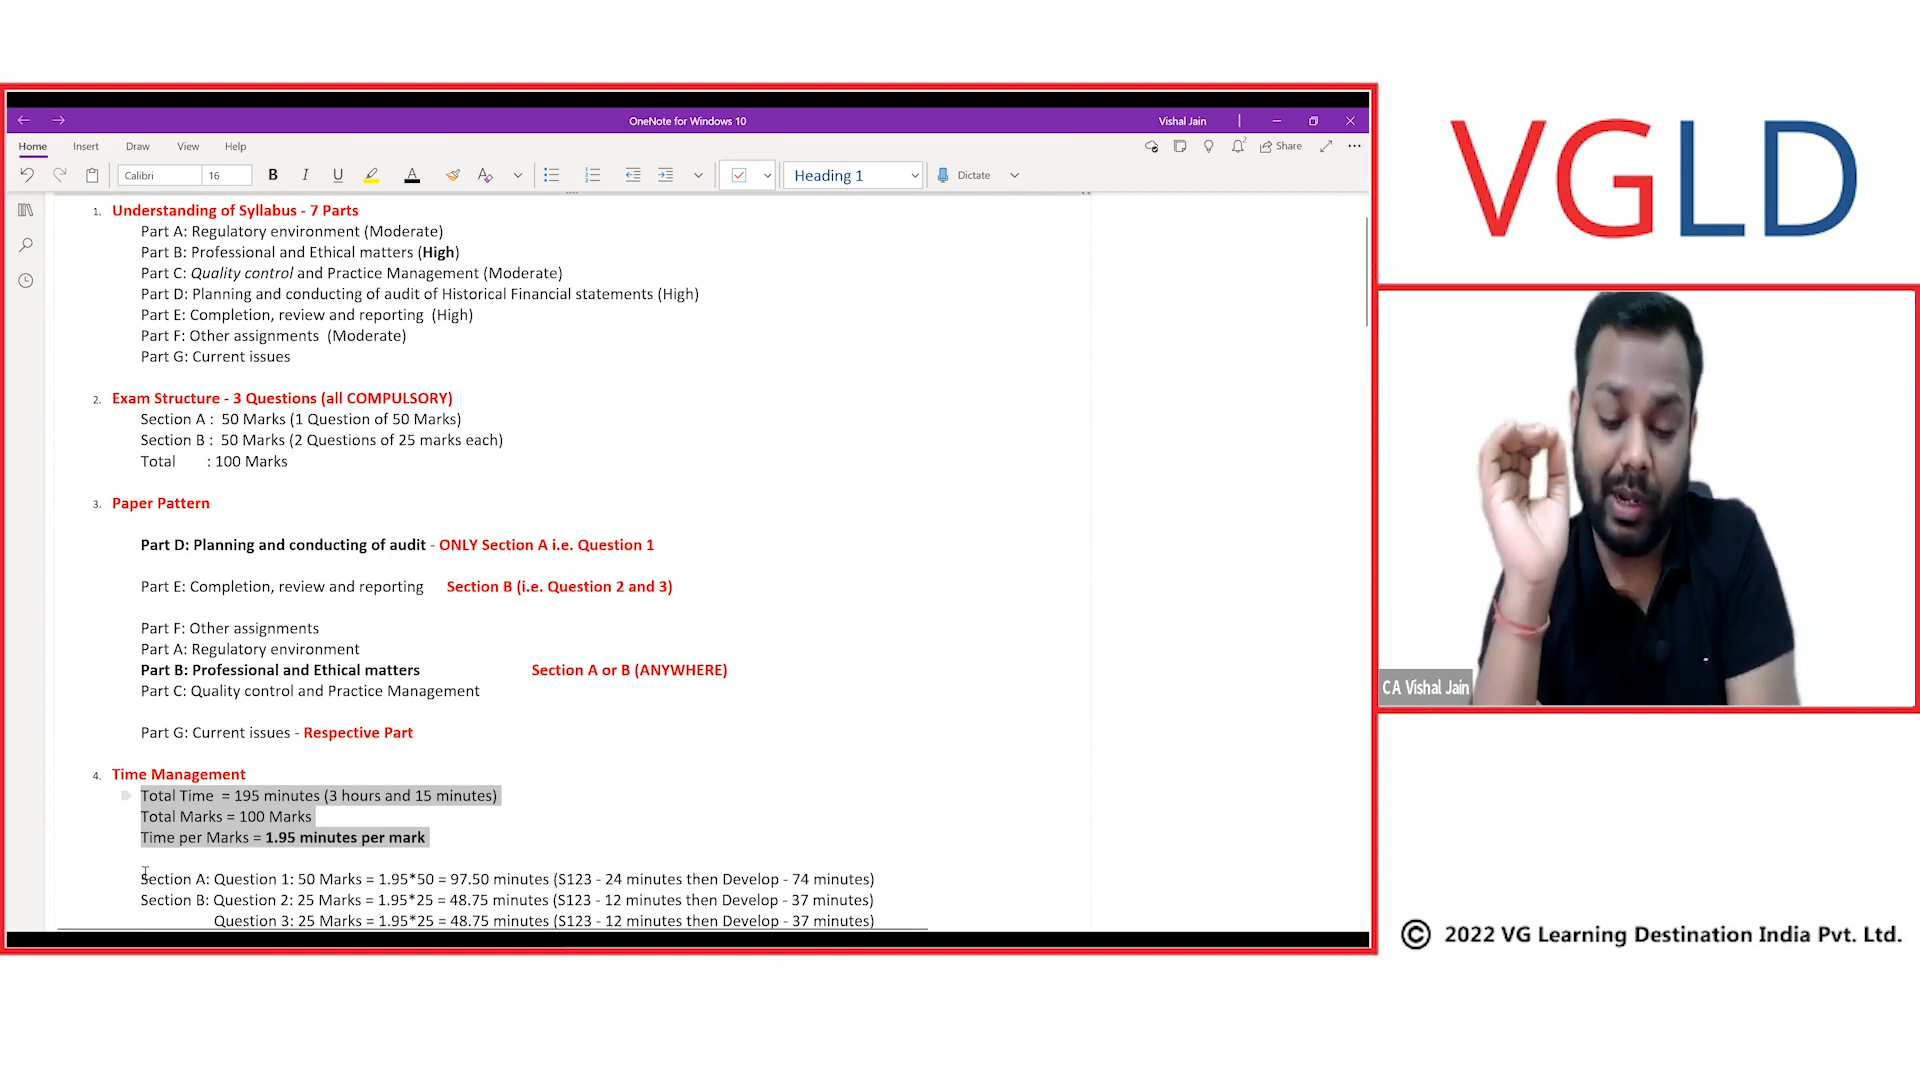 OneNote for Windows 10
Vishal Jain
Home Insert Draw View Help
Share
Calibri 16 B I U A Heading 1 Dictate
1. Understanding of Syllabus - 7 Parts
Part A: Regulatory environment (Moderate)
Part B: Professional and Ethical matters (High)
Part C: Quality control and Practice Management (Moderate)
Part D: Planning and conducting of audit of Historical Financial statements (High)
Part E: Completion, review and reporting (High)
Part F: Other assignments (Moderate)
Part G: Current issues
2. Exam Structure - 3 Questions (all COMPULSORY)
Section A : 50 Marks (1 Question of 50 Marks)
Section B : 50 Marks (2 Questions of 25 marks each)
Total : 100 Marks
3. Paper Pattern
Part D: Planning and conducting of audit - ONLY Section A i.e. Question 1
Part E: Completion, review and reporting Section B (i.e. Question 2 and 3)
Part F: Other assignments
Part A: Regulatory environment
Part B: Professional and Ethical matters Section A or B (ANYWHERE)
Part C: Quality control and Practice Management
Part G: Current issues - Respective Part
4. Time Management
Total Time = 195 minutes (3 hours and 15 minutes)
Total Marks = 100 Marks
Time per Marks = 1.95 minutes per mark
Section A: Question 1: 50 Marks = 1.95*50 = 97.50 minutes (S123 - 24 minutes then Develop - 74 minutes)
Section B: Question 2: 25 Marks = 1.95*25 = 48.75 minutes (S123 - 12 minutes then Develop - 37 minutes)
Question 3: 25 Marks = 1.95*25 = 48.75 minutes (S123 - 12 minutes then Develop - 37 minutes)
VGLD
CA Vishal Jain
© 2022 VG Learning Destination India Pvt. Ltd.